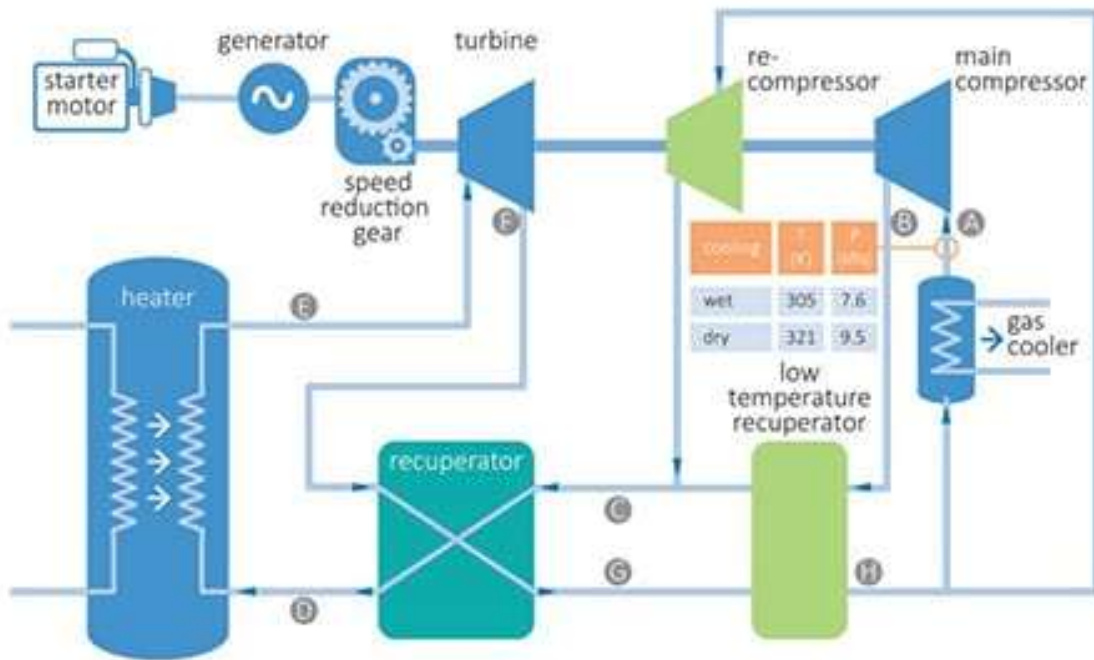 generator
turbine
re-
compressor
main
compressor
starter
motor
speed
reduction
gear
F
B
A
cooling
T
(K)
P
wet
305
7.6
dry
321
9.5
heater
E
gas
cooler
low
temperature
recuperator
recuperator
C
G
H
D